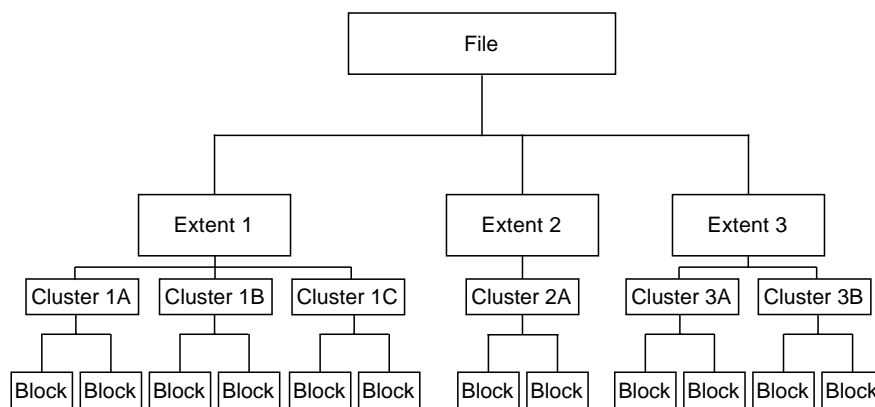 File
Extent 1 Extent 2 Extent 3
Cluster 1A Cluster 1B Cluster 1C Cluster 2A Cluster 3A Cluster 3B
Block Block Block Block Block Block Block Block Block Block Block Block